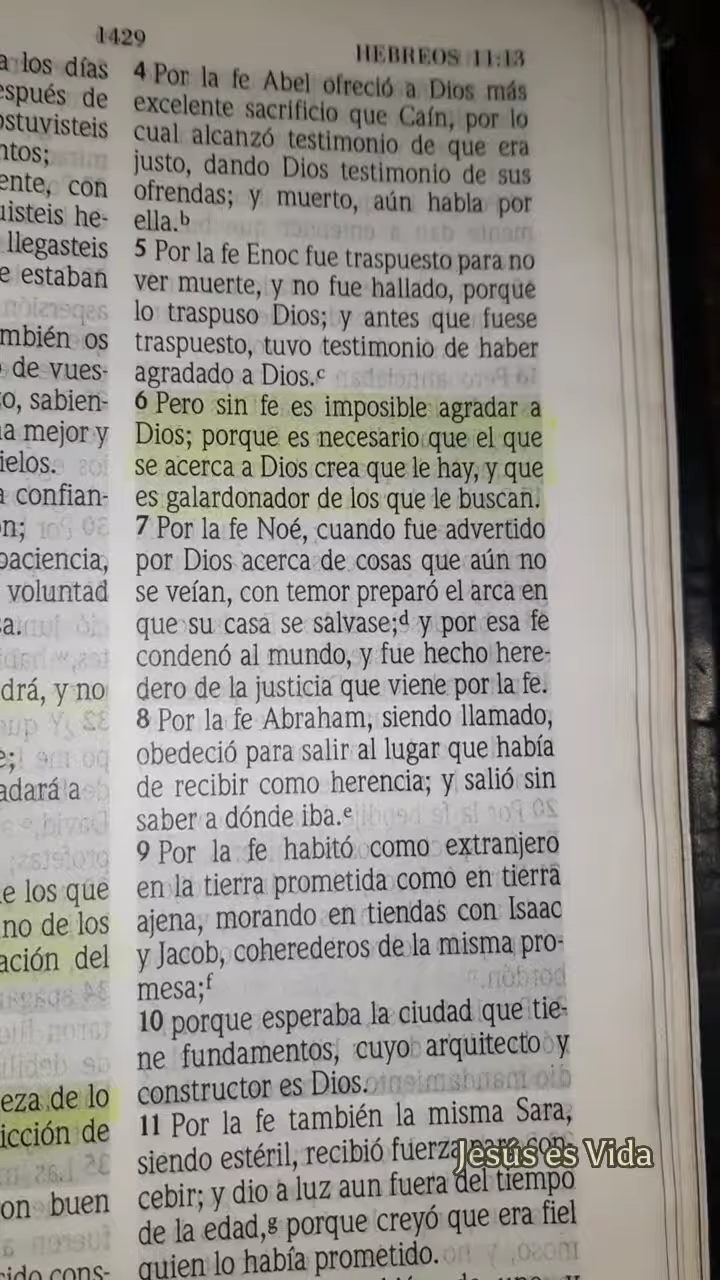 1429
HEBREOS 11:13
a los días
espués de
ostuvisteis
ntos;
ente, con
uisteis he-
llegasteis
e estaban
mbién os
de vues-
o, sabien-
a mejor y
ielos.
a confian-
n;
paciencia,
voluntad
a.
drá, y no
e;
adará a
e los que
no de los
ación del
eza de lo
icción de
on buen
ido cons-
4 Por la fe Abel ofreció a Dios más
excelente sacrificio que Caín, por lo
cual alcanzó testimonio de que era
justo, dando Dios testimonio de sus
ofrendas; y muerto, aún habla por
ella.b
5 Por la fe Enoc fue traspuesto para no
ver muerte, y no fue hallado, porque
lo traspuso Dios; y antes que fuese
traspuesto, tuvo testimonio de haber
agradado a Dios.c
6 Pero sin fe es imposible agradar a
Dios; porque es necesario que el que
se acerca a Dios crea que le hay, y que
es galardonador de los que le buscan.
7 Por la fe Noé, cuando fue advertido
por Dios acerca de cosas que aún no
se veían, con temor preparó el arca en
que su casa se salvase;d y por esa fe
condenó al mundo, y fue hecho here-
dero de la justicia que viene por la fe.
8 Por la fe Abraham, siendo llamado,
obedeció para salir al lugar que había
de recibir como herencia; y salió sin
saber a dónde iba.e
9 Por la fe habitó como extranjero
en la tierra prometida como en tierra
ajena, morando en tiendas con Isaac
y Jacob, coherederos de la misma pro-
mesa;f
10 porque esperaba la ciudad que tie-
ne fundamentos, cuyo arquitecto y
constructor es Dios.
11 Por la fe también la misma Sara,
siendo estéril, recibió fuerza para con-
cebir; y dio a luz aun fuera del tiempo
de la edad,g porque creyó que era fiel
quien lo había prometido.
Jesús es Vida